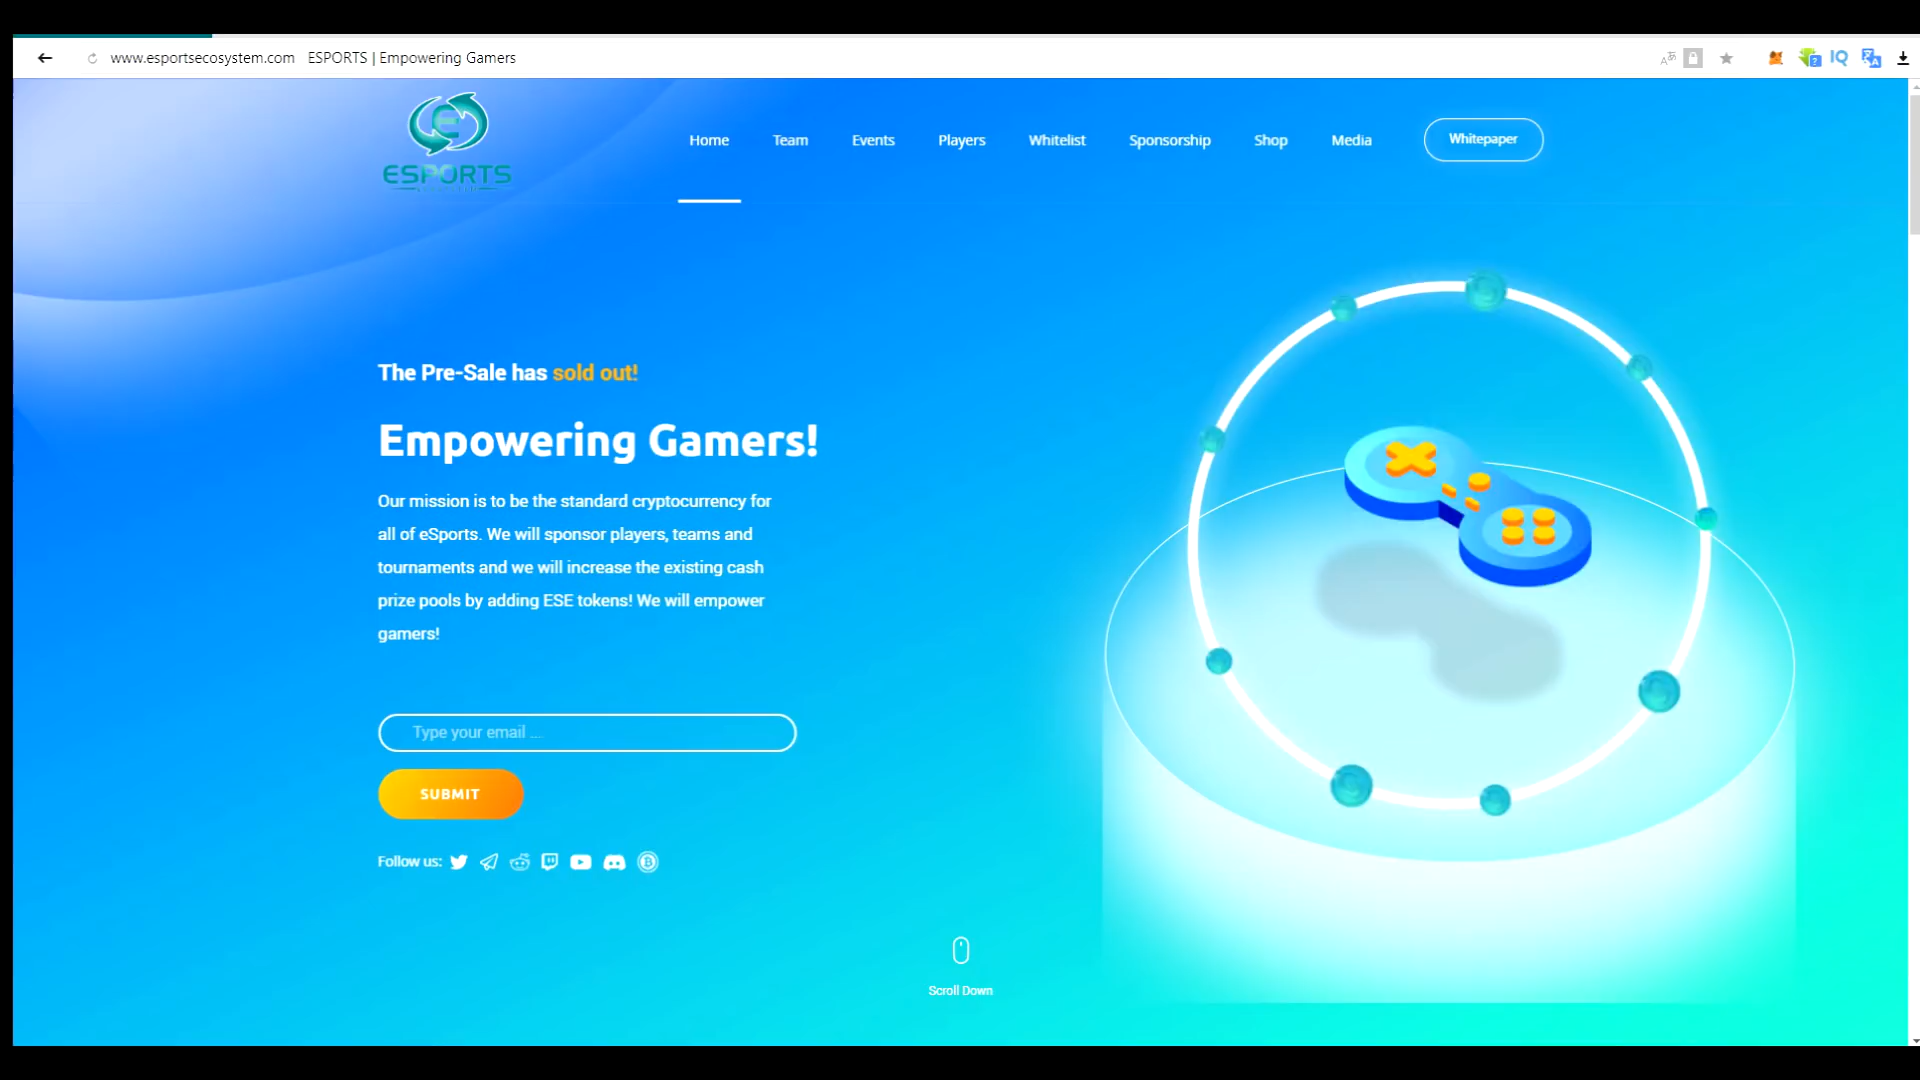 www.esportsecosystem.com ESPORTS | Empowering Gamers
IQ
E
ESPORTS
Home Team Events Players Whitelist Sponsorship Shop Media Whitepaper
The Pre-Sale has sold out!
Empowering Gamers!
Our mission is to be the standard cryptocurrency for
all of eSports. We will sponsor players, teams and
tournaments and we will increase the existing cash
prize pools by adding ESE tokens! We will empower
gamers!
Type your email ...
SUBMIT
Follow us:
Scroll Down